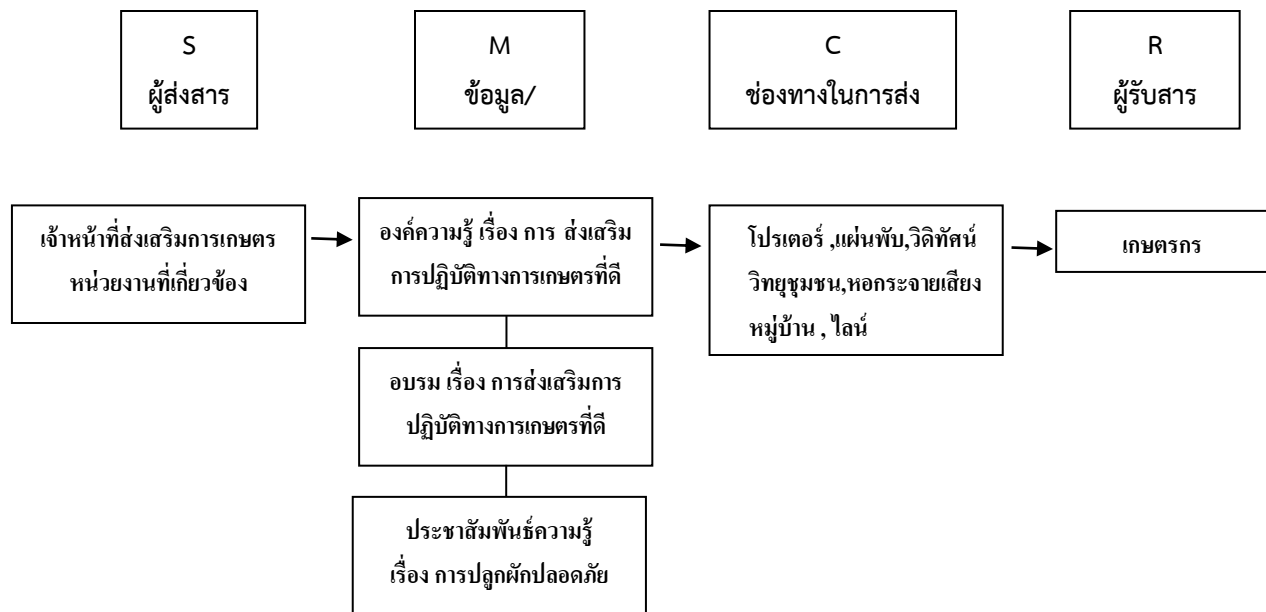 S
ผู้ส่งสาร
M
ข้อมูล/
C
ช่องทางในการส่ง
R
ผู้รับสาร
เจ้าหน้าที่ส่งเสริมการเกษตร
หน่วยงานที่เกี่ยวข้อง
องค์ความรู้ เรื่อง การ ส่งเสริม
การปฏิบัติทางการเกษตรที่ดี
โปรเตอร์ ,แผ่นพับ,วิดิทัศน์
วิทยุชุมชน,หอกระจายเสียง
หมู่บ้าน , ไลน์
เกษตรกร
อบรม เรื่อง การส่งเสริมการ
ปฏิบัติทางการเกษตรที่ดี
ประชาสัมพันธ์ความรู้
เรื่อง การปลูกผักปลอดภัย